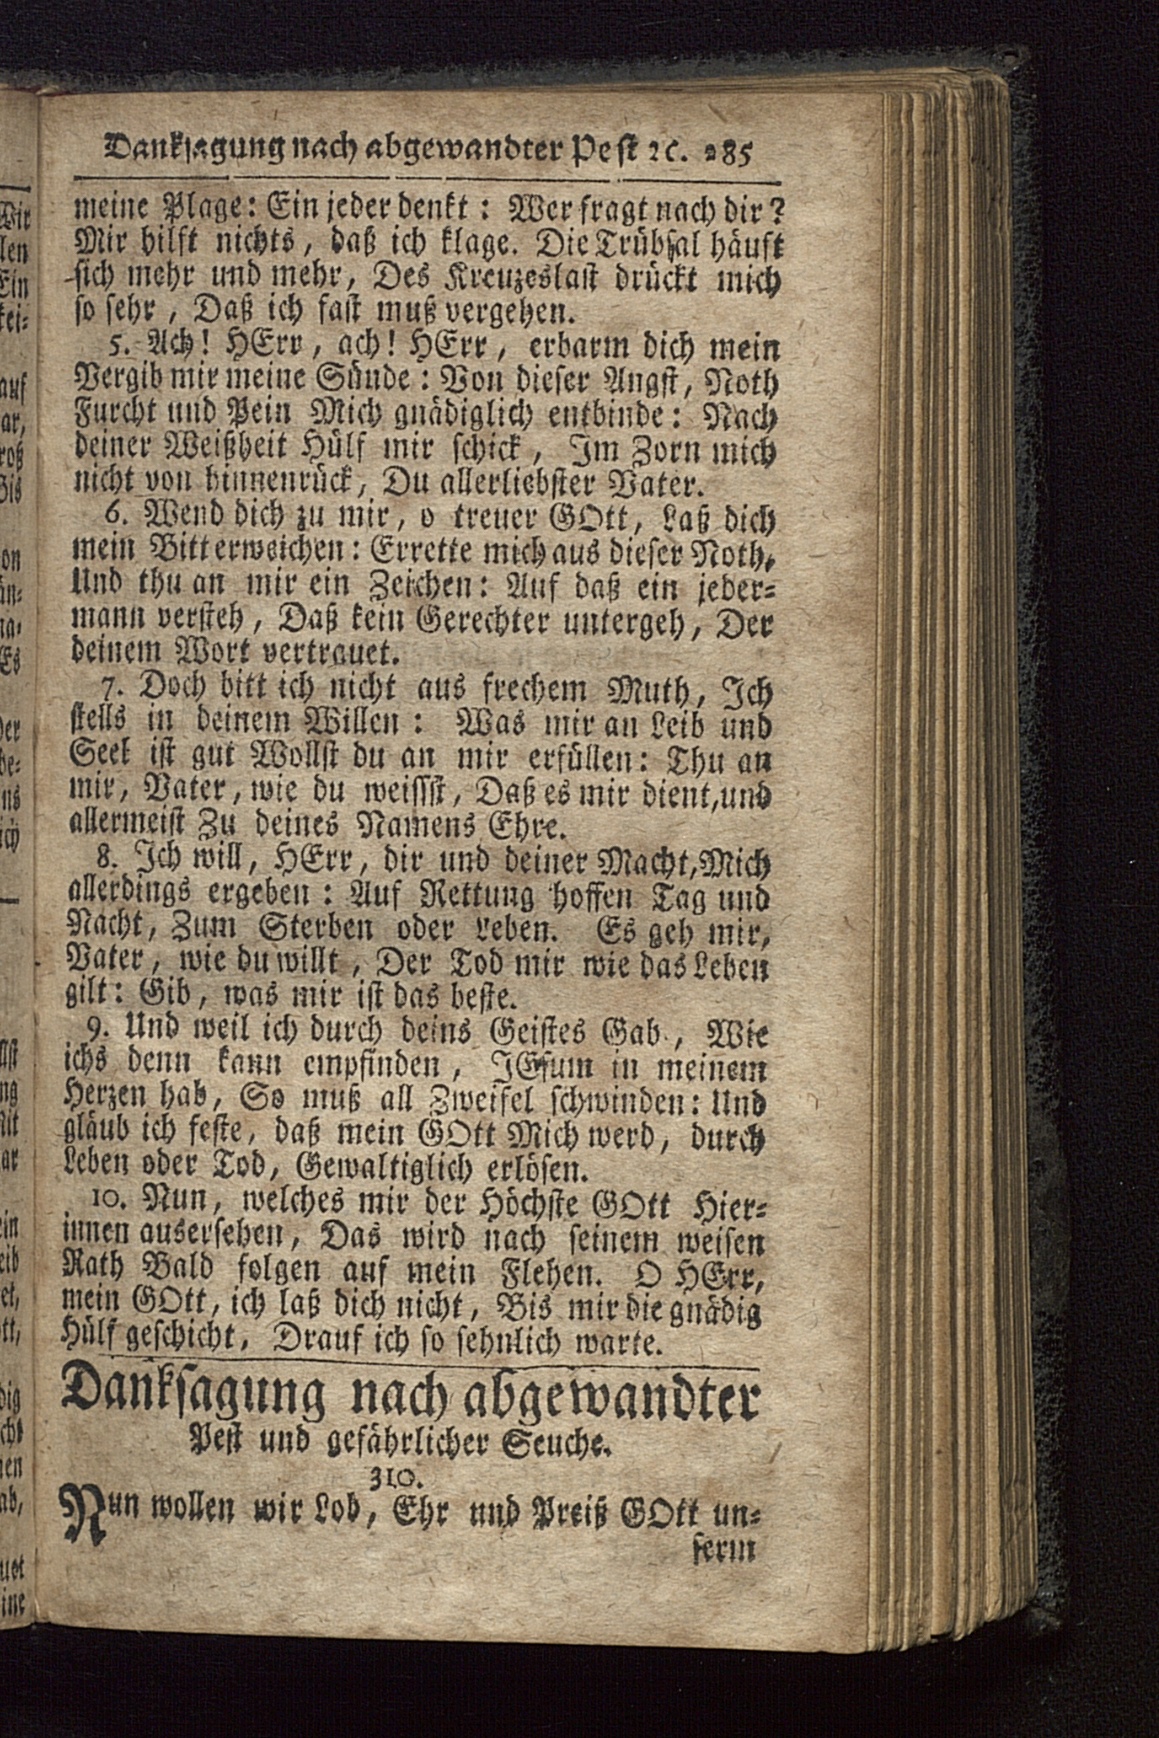 Danksagung nach abgewandter Pest ꝛc. 285
meine Plage: Ein jeder denkt: Wer fragt nach dir?
Mir hilft nichts, daß ich klage. Die Trübsal häuft
sich mehr und mehr, Des Kreuzeslast drückt mich
so sehr, Daß ich fast muß vergehen.
5. Ach! HErr, ach! HErr, erbarm dich mein
Vergib mir meine Sünde: Von dieser Angst, Noth
Furcht und Pein Mich gnädiglich entbinde: Nach
deiner Weißheit Hülf mir schick, Im Zorn mich
nicht von hinnenrück, Du allerliebster Vater.
6. Wend dich zu mir, o treuer GOtt, Laß dich
mein Bitt erweichen: Errette mich aus dieser Noth,
Und thu an mir ein Zeichen: Auf daß ein jeder-
mann versteh, Daß kein Gerechter untergeh, Der
deinem Wort vertrauet.
7. Doch bitt ich nicht aus frechem Muth, Ich
stells in deinem Willen: Was mir an Leib und
Seel ist gut Wollst du an mir erfüllen: Thu an
mir, Vater, wie du weissst, Daß es mir dient, und
allermeist Zu deines Namens Ehre.
8. Ich will, HErr, dir und deiner Macht, Mich
allerdings ergeben: Auf Rettung hoffen Tag und
Nacht, Zum Sterben oder Leben. Es geh mir,
Vater, wie du willt, Der Tod mir wie das Leben
gilt: Gib, was mir ist das beste.
9. Und weil ich durch deins Geistes Gab, Wie
ichs denn kann empfinden, JEsum in meinem
Herzen hab, So muß all Zweifel schwinden: Und
gläub ich feste, daß mein GOtt Mich werd, durch
Leben oder Tod, Gewaltiglich erlösen.
10. Nun, welches mir der Höchste GOtt Hier-
innen ausersehen, Das wird nach seinem weisen
Rath Bald folgen auf mein Flehen. O HErr,
mein GOtt, ich laß dich nicht, Bis mir die gnädig
Hülf geschicht, Drauf ich so sehnlich warte.
Danksagung nach abgewandter
Pest und gefährlicher Seuche.
310.
Nun wollen wir Lob, Ehr und Preiß GOtt un-
serm